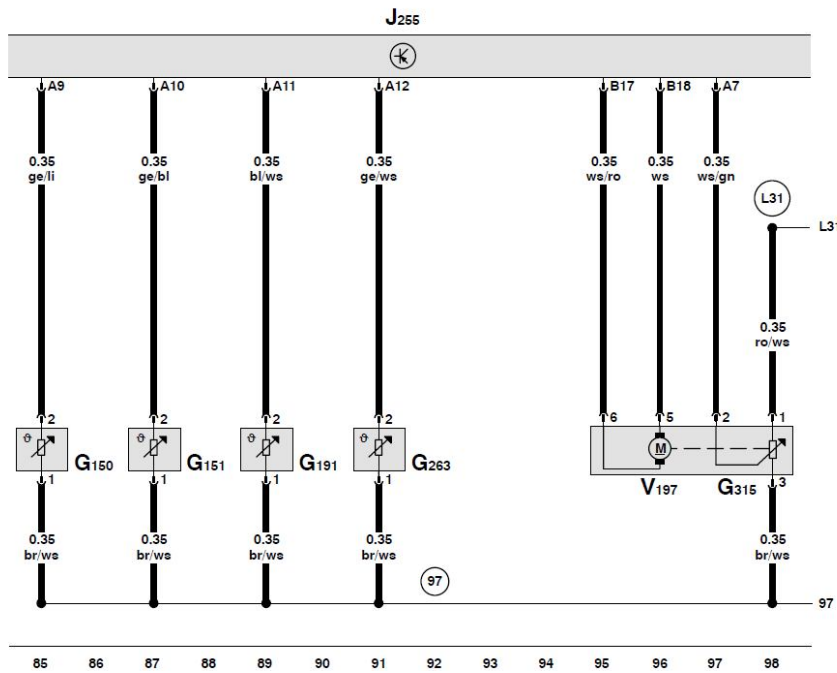 J255
A9 A10 A11 A12 B17 B18 A7
0.35 0.35 0.35 0.35 0.35 0.35 0.35
ge/li ge/bl bl/ws ge/ws ws/ro ws ws/gn
L31
L31
0.35
ro/ws
2 2 2 2 6 5 2 1
ϑ ϑ ϑ ϑ M
G150 G151 G191 G263
1 1 1 1 3
V197 G315
0.35 0.35 0.35 0.35 0.35
br/ws br/ws br/ws br/ws br/ws
97
97
85 86 87 88 89 90 91 92 93 94 95 96 97 98